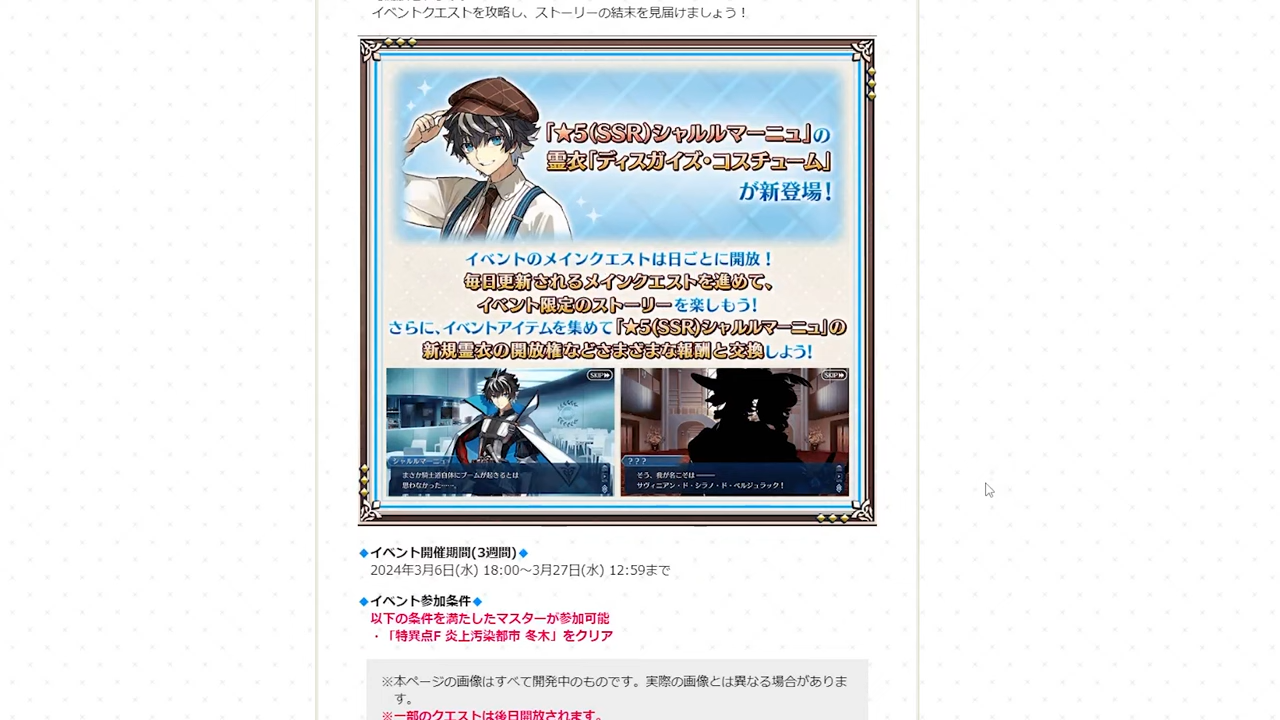 イベントクエストを攻略し、ストーリーの結末を見届けましょう！
「★5(SSR)シャルルマーニュ」の
霊衣「ディスガイズ・コスチューム」
が新登場！
イベントのメインクエストは日ごとに開放！
毎日更新されるメインクエストを進めて、
イベント限定のストーリーを楽しもう！
さらに、イベントアイテムを集めて「★5(SSR)シャルルマーニュ」の
新規霊衣の開放権などさまざまな報酬と交換しよう！
SKIP
シャルルマーニュ
まさか騎士道自体にブームが起きるとは
思わなかった……。
SKIP
？？？
そう、我が名こそは───
サヴィニアン・ド・シラノ・ド・ベルジュラック！
◆イベント開催期間(3週間)◆
2024年3月6日(水) 18:00～3月27日(水) 12:59まで
◆イベント参加条件◆
以下の条件を満たしたマスターが参加可能
・「特異点F 炎上汚染都市 冬木」をクリア
※本ページの画像はすべて開発中のものです。実際の画像とは異なる場合がありま
す。
※一部のクエストは後日開放されます。